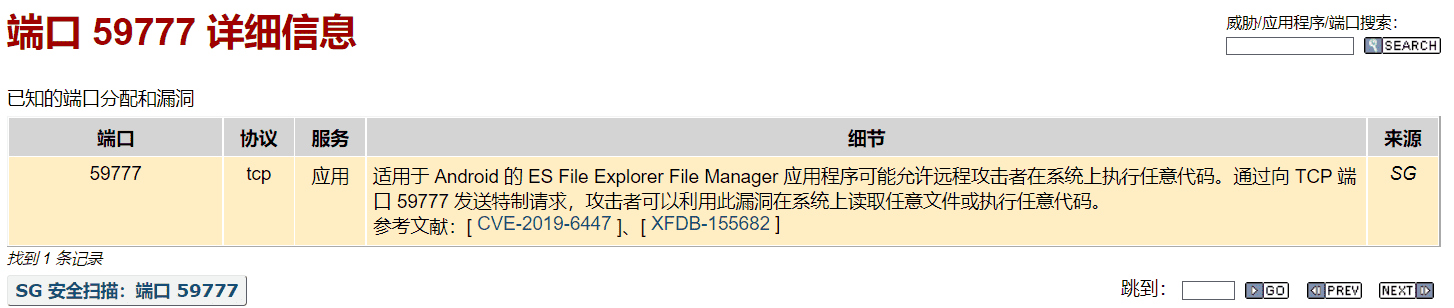 端口 59777 详细信息
威胁/应用程序/端口搜索：
SEARCH
已知的端口分配和漏洞
端口 协议 服务 细节 来源
59777 tcp 应用 适用于 Android 的 ES File Explorer File Manager 应用程序可能允许远程攻击者在系统上执行任意代码。通过向 TCP 端 SG
口 59777 发送特制请求，攻击者可以利用此漏洞在系统上读取任意文件或执行任意代码。
参考文献：[ CVE-2019-6447 ]、[ XFDB-155682 ]
找到 1 条记录
SG 安全扫描：端口 59777 跳到： GO PREV NEXT